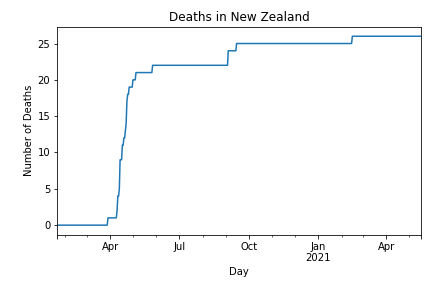 Deaths in New Zealand
Number of Deaths
25
20
15
10
5
0
Apr
Jul
Oct
Jan
2021
Apr
Day